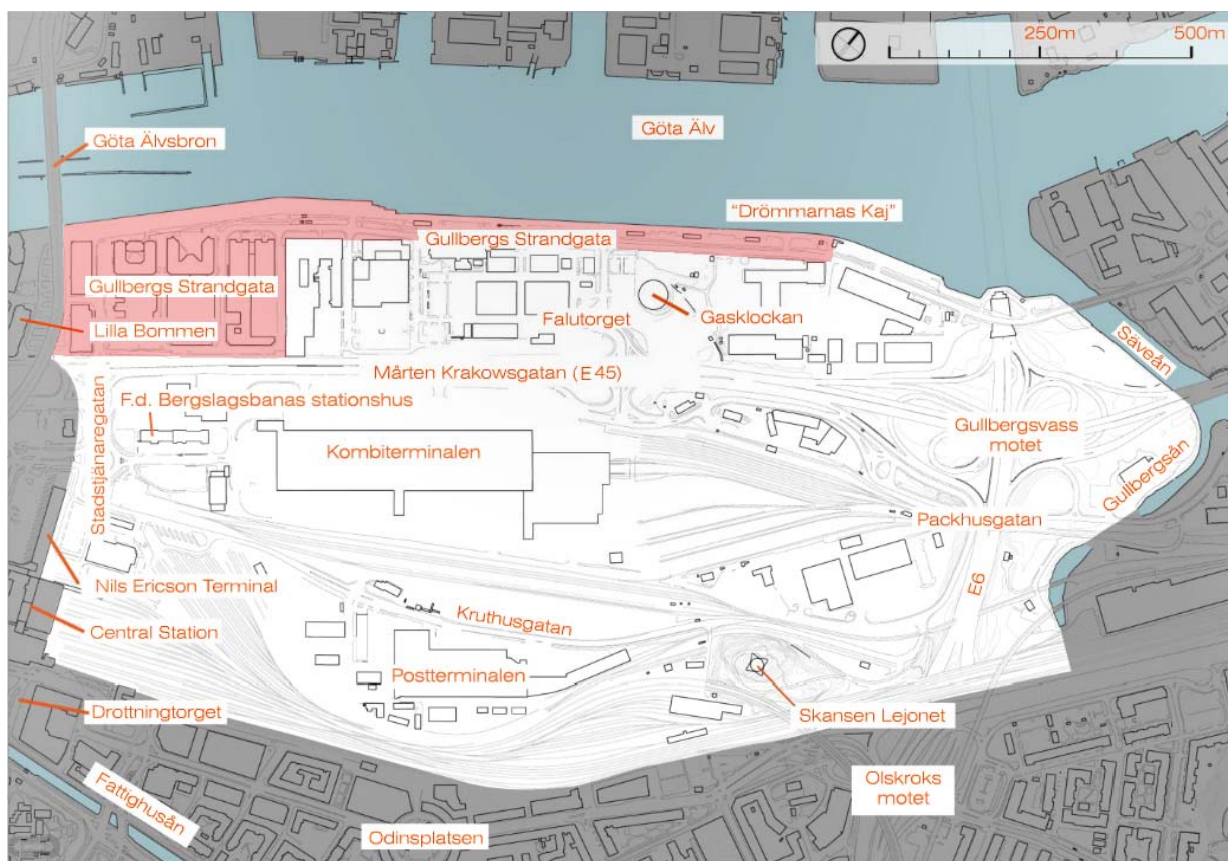 250m
500m
Göta Älvsbron
Göta Älv
"Drömmarnas Kaj"
Gullbergs Strandgata
Gullbergs Strandgata
Lilla Bommen
Falutorget
Gasklockan
Säveån
Mårten Krakowsgatan (E45)
F.d. Bergslagsbanas stationshus
Stadstjänaregatan
Kombiterminalen
Gullbergsvass
motet
Gullbergsån
Packhusgatan
Nils Ericson Terminal
E6
Kruthusgatan
Central Station
Postterminalen
Drottningtorget
Skansen Lejonet
Fattighusån
Olskroks
motet
Odinsplatsen